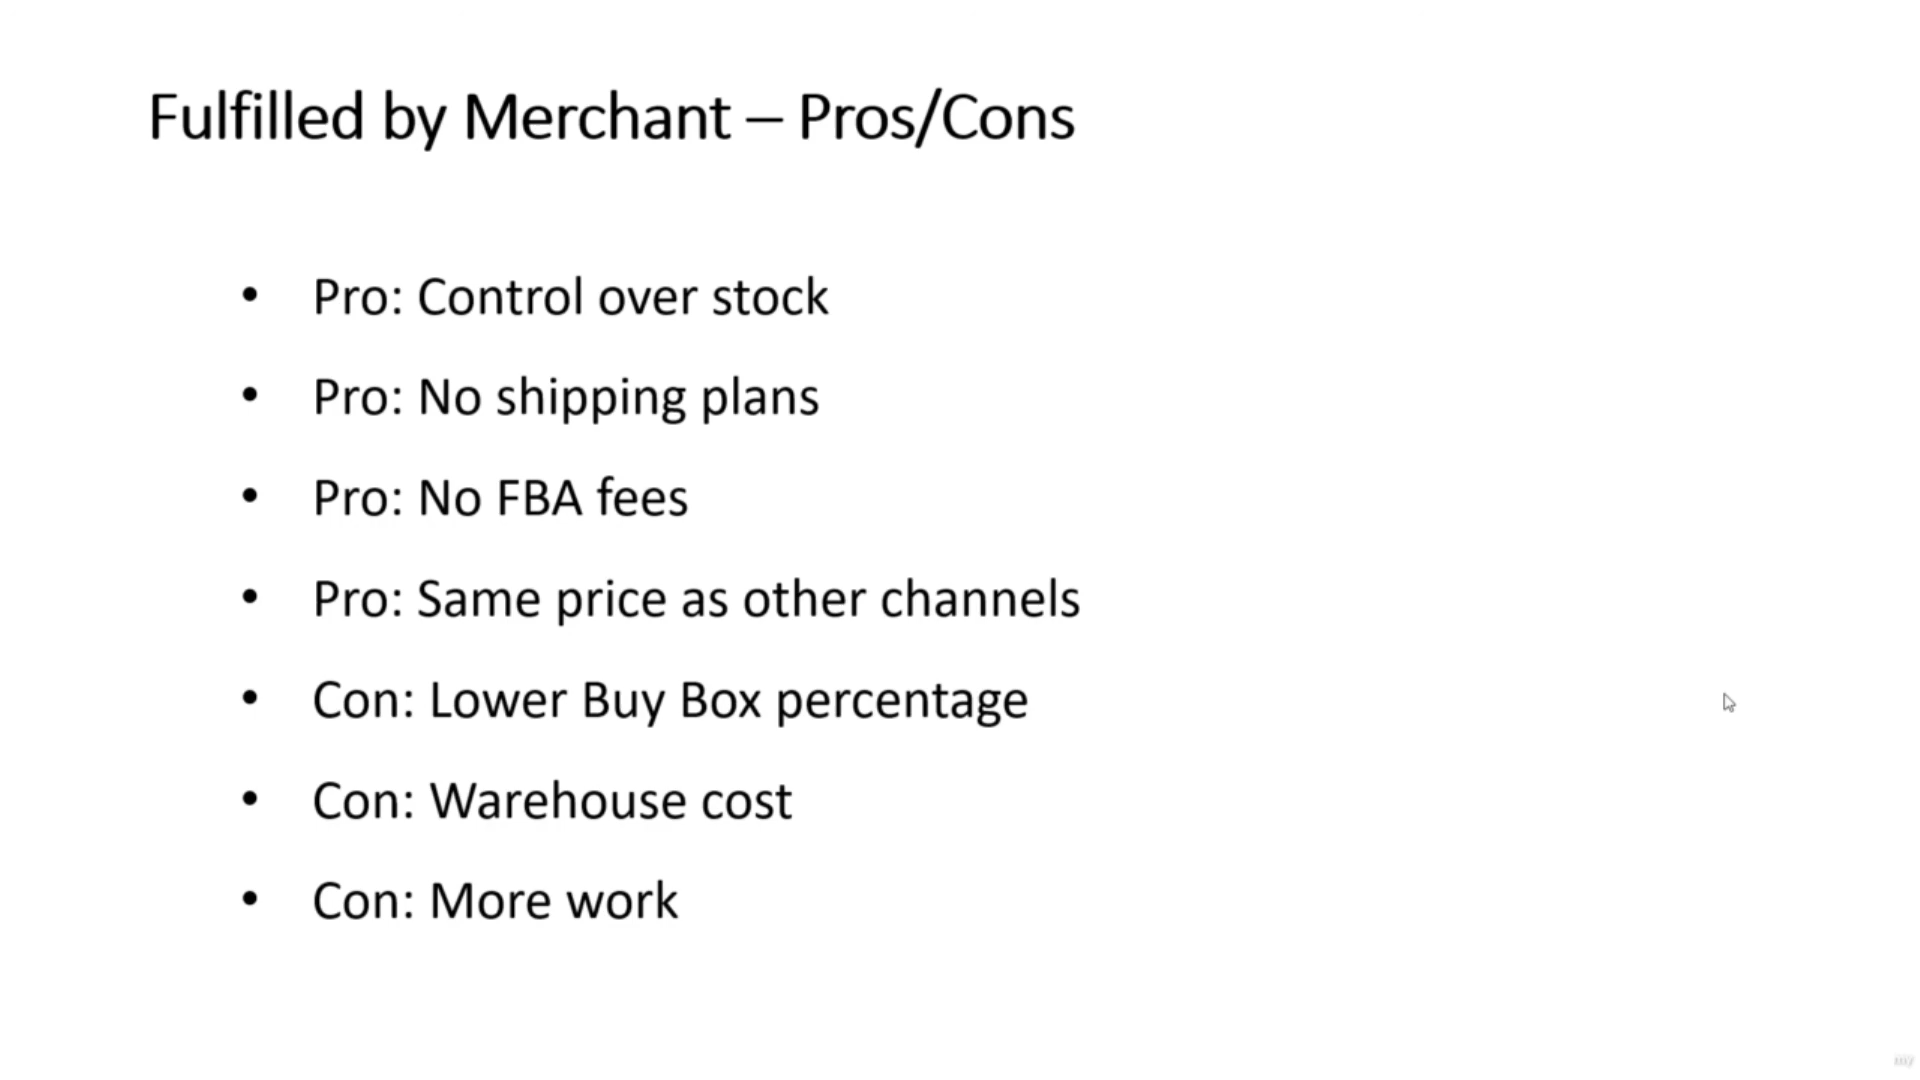 Fulfilled by Merchant – Pros/Cons
• Pro: Control over stock
• Pro: No shipping plans
• Pro: No FBA fees
• Pro: Same price as other channels
• Con: Lower Buy Box percentage
• Con: Warehouse cost
• Con: More work
my